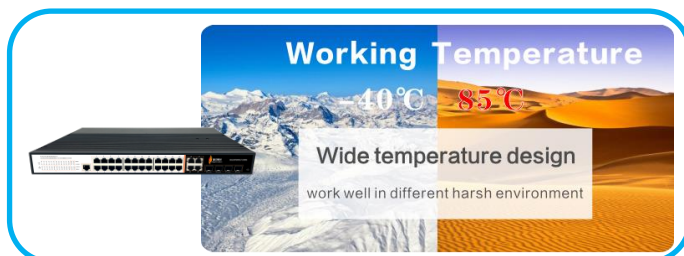 Working Temperature
-40℃ 85℃
Wide temperature design
work well in different harsh environment